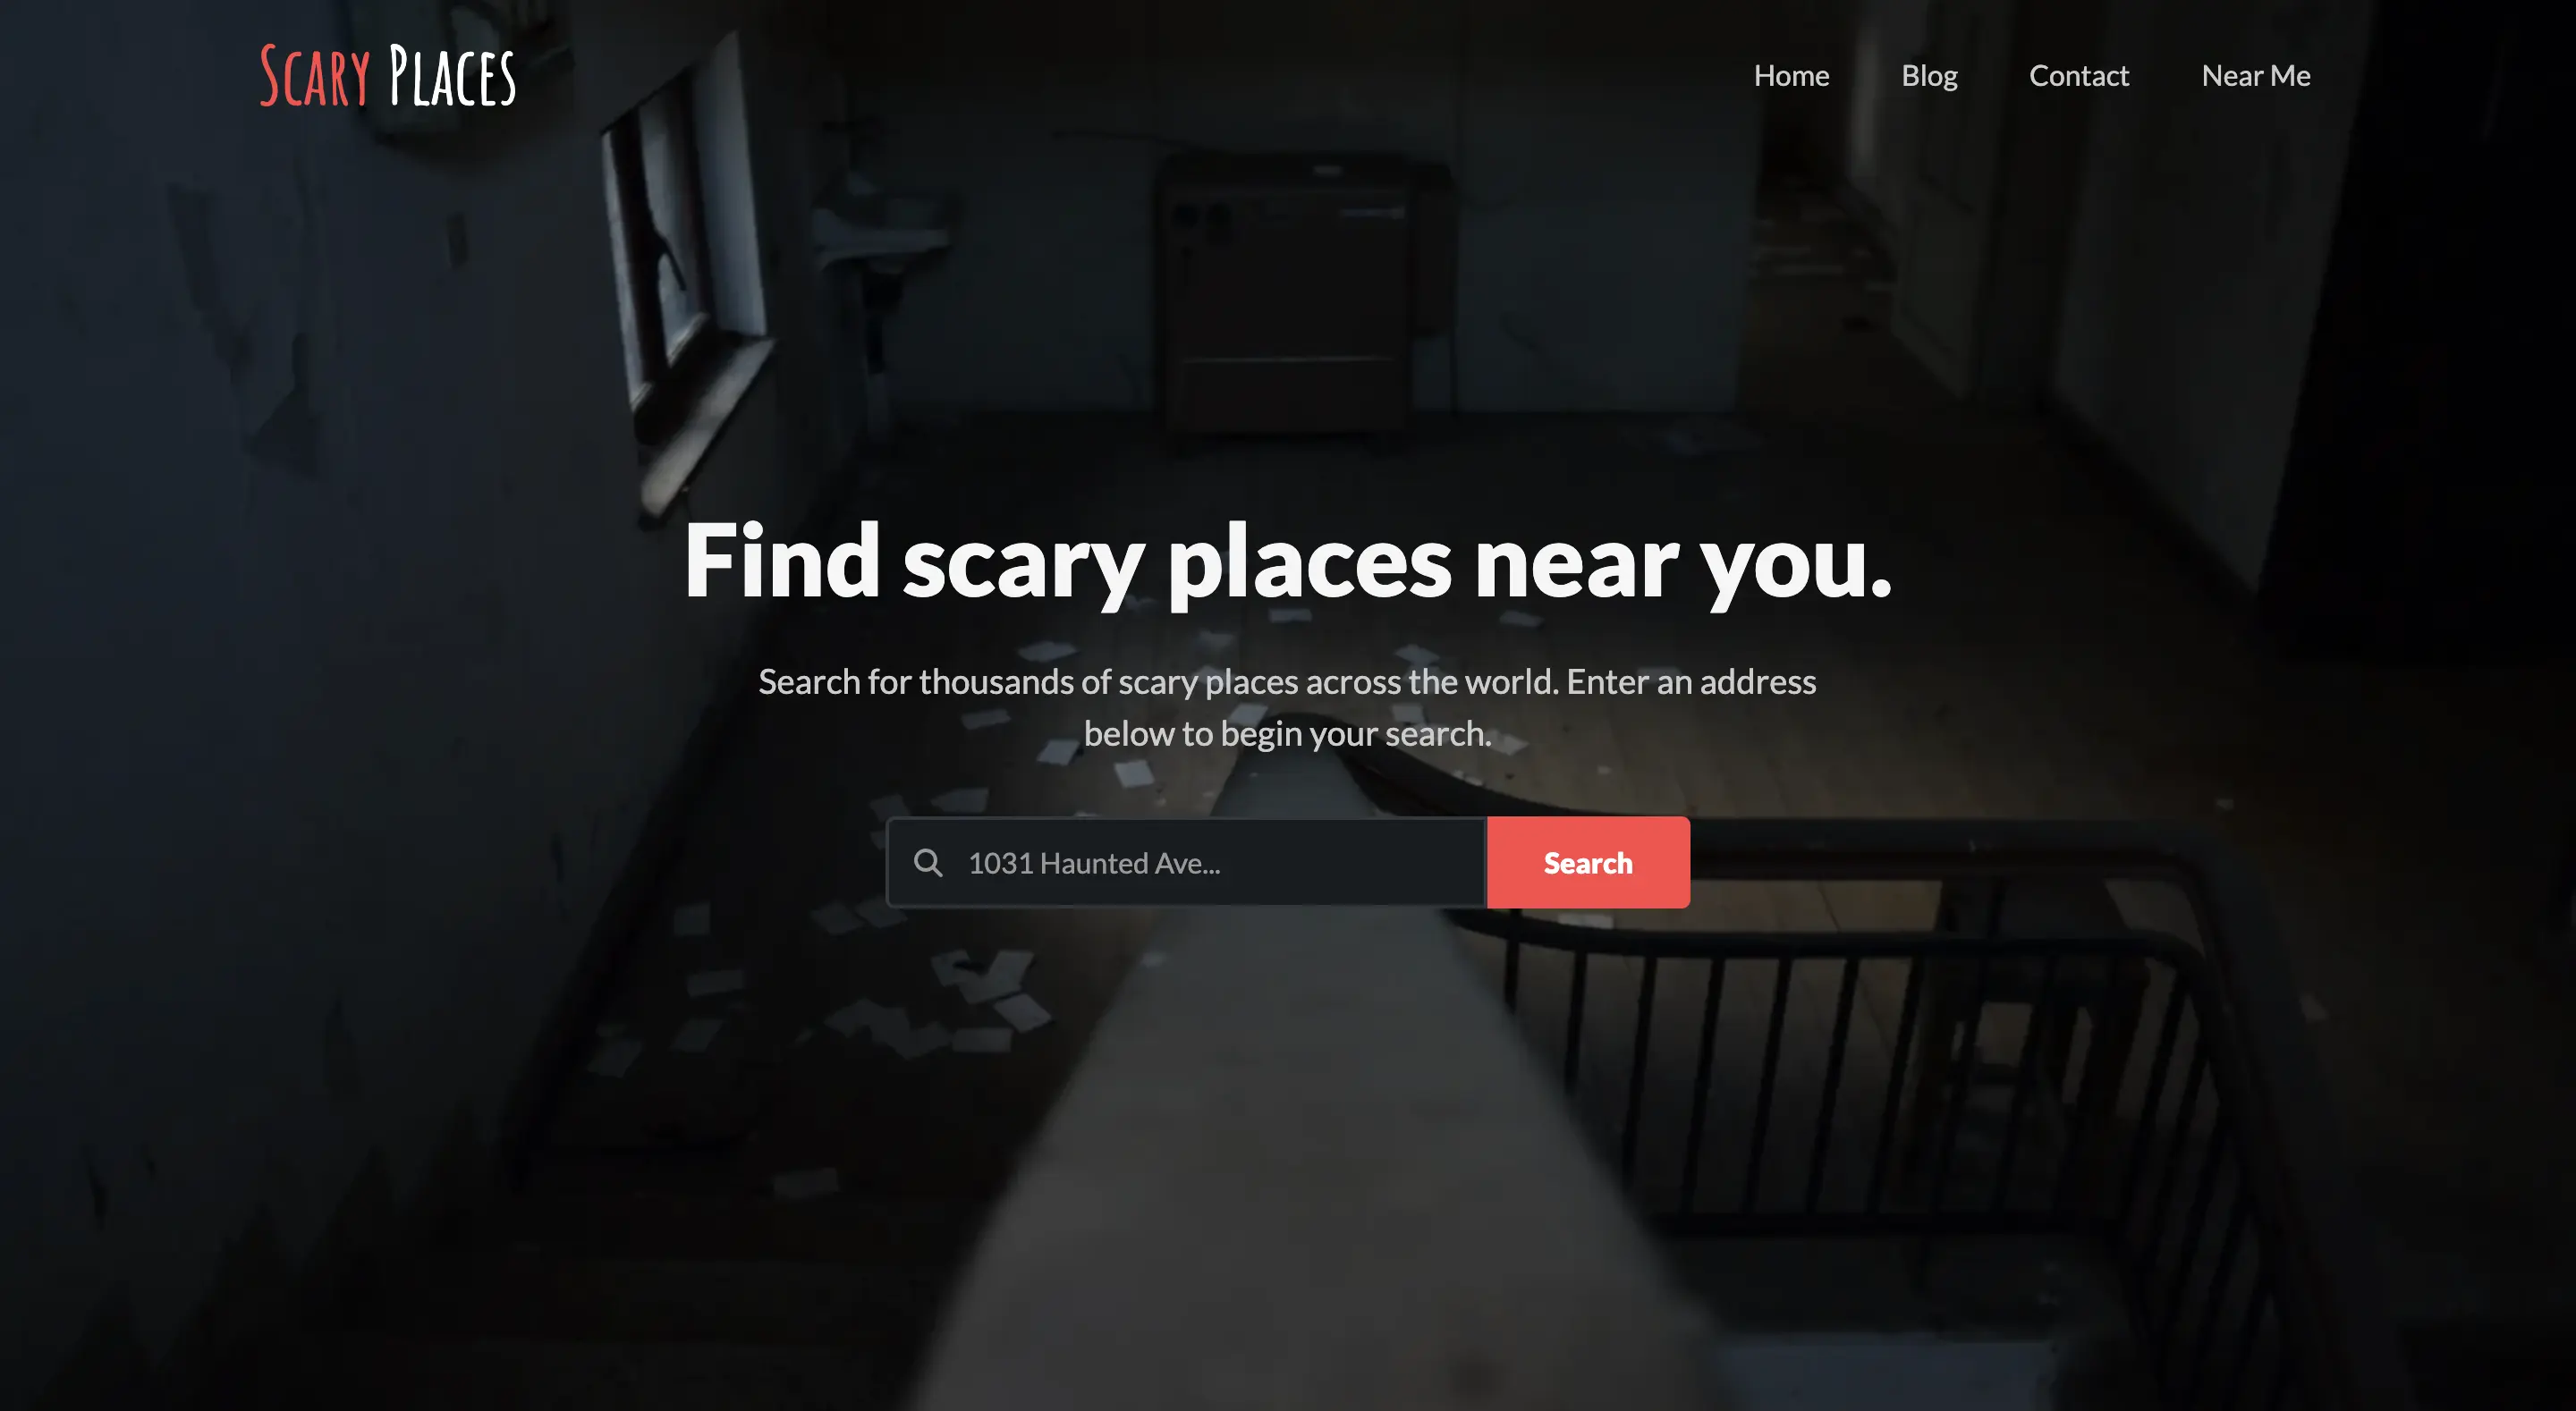 Scary Places
Home
Blog
Contact
Near Me
Find scary places near you.
Search for thousands of scary places across the world. Enter an address
below to begin your search.
1031 Haunted Ave...
Search